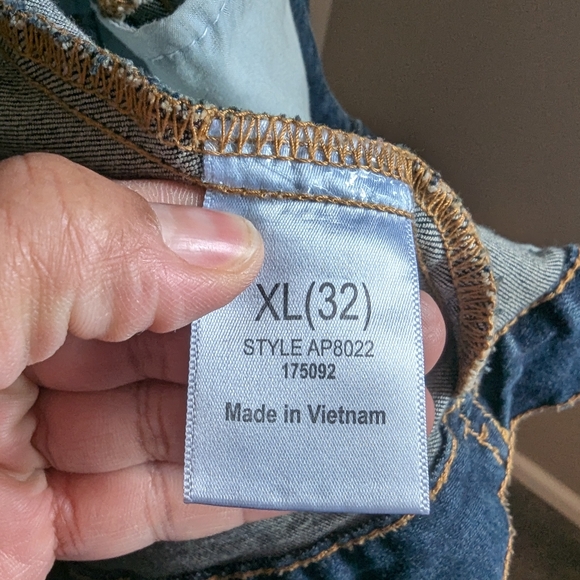 XL(32)
STYLE AP8022
175092
Made in Vietnam